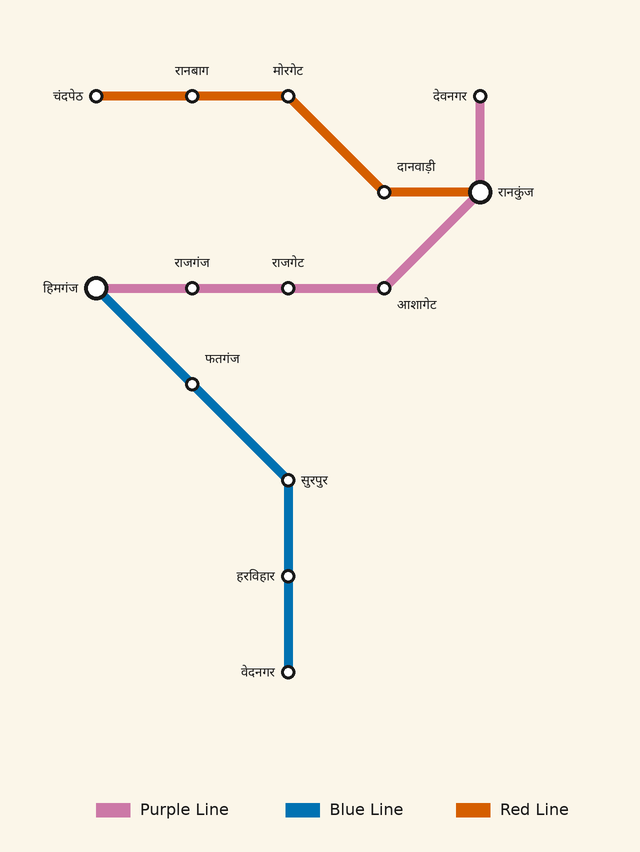 रानबाग
मोरगेट
चंदपेठ
देवनगर
दानवाड़ी
रानकुंज
राजगंज
राजगेट
हिमगंज
आशागेट
फतगंज
सुरपुर
हरविहार
वेदनगर
Purple Line
Blue Line
Red Line